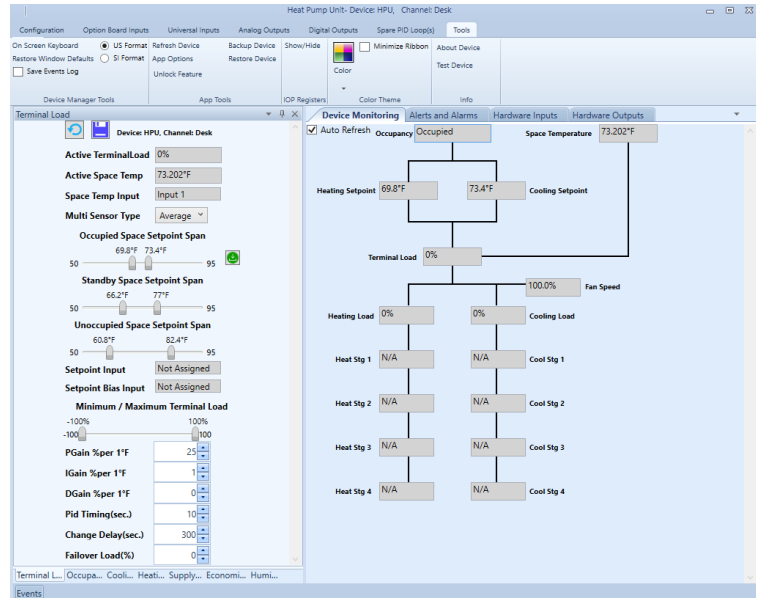 Heat Pump Unit- Device: HPU, Channel: Desk
Configuration Option Board Inputs Universal Inputs Analog Outputs Digital Outputs Spare PID Loop(s) Tools
On Screen Keyboard US Format Refresh Device Backup Device Show/Hide Minimize Ribbon About Device
Restore Window Defaults SI Format App Options Restore Device Test Device
Save Events Log Unlock Feature Color
Device Manager Tools App Tools IOP Registers Color Theme Info
Terminal Load
Device: HPU, Channel: Desk
Active TerminalLoad 0%
Active Space Temp 73.202°F
Space Temp Input Input 1
Multi Sensor Type Average
Occupied Space Setpoint Span
69.8°F 73.4°F
50 95
Standby Space Setpoint Span
66.2°F 77°F
50 95
Unoccupied Space Setpoint Span
60.8°F 82.4°F
50 95
Setpoint Input Not Assigned
Setpoint Bias Input Not Assigned
Minimum / Maximum Terminal Load
-100% 100%
-100 100
PGain %per 1°F 25
IGain %per 1°F 1
DGain %per 1°F 0
Pid Timing(sec.) 10
Change Delay(sec.) 300
Failover Load(%) 0
Terminal L... Occupa... Cooli... Heati... Supply... Economi... Humi...
Device Monitoring Alerts and Alarms Hardware Inputs Hardware Outputs
Auto Refresh Occupancy Occupied Space Temperature 73.202°F
Heating Setpoint 69.8°F 73.4°F Cooling Setpoint
Terminal Load 0%
100.0% Fan Speed
Heating Load 0% 0% Cooling Load
Heat Stg 1 N/A N/A Cool Stg 1
Heat Stg 2 N/A N/A Cool Stg 2
Heat Stg 3 N/A N/A Cool Stg 3
Heat Stg 4 N/A N/A Cool Stg 4
Events